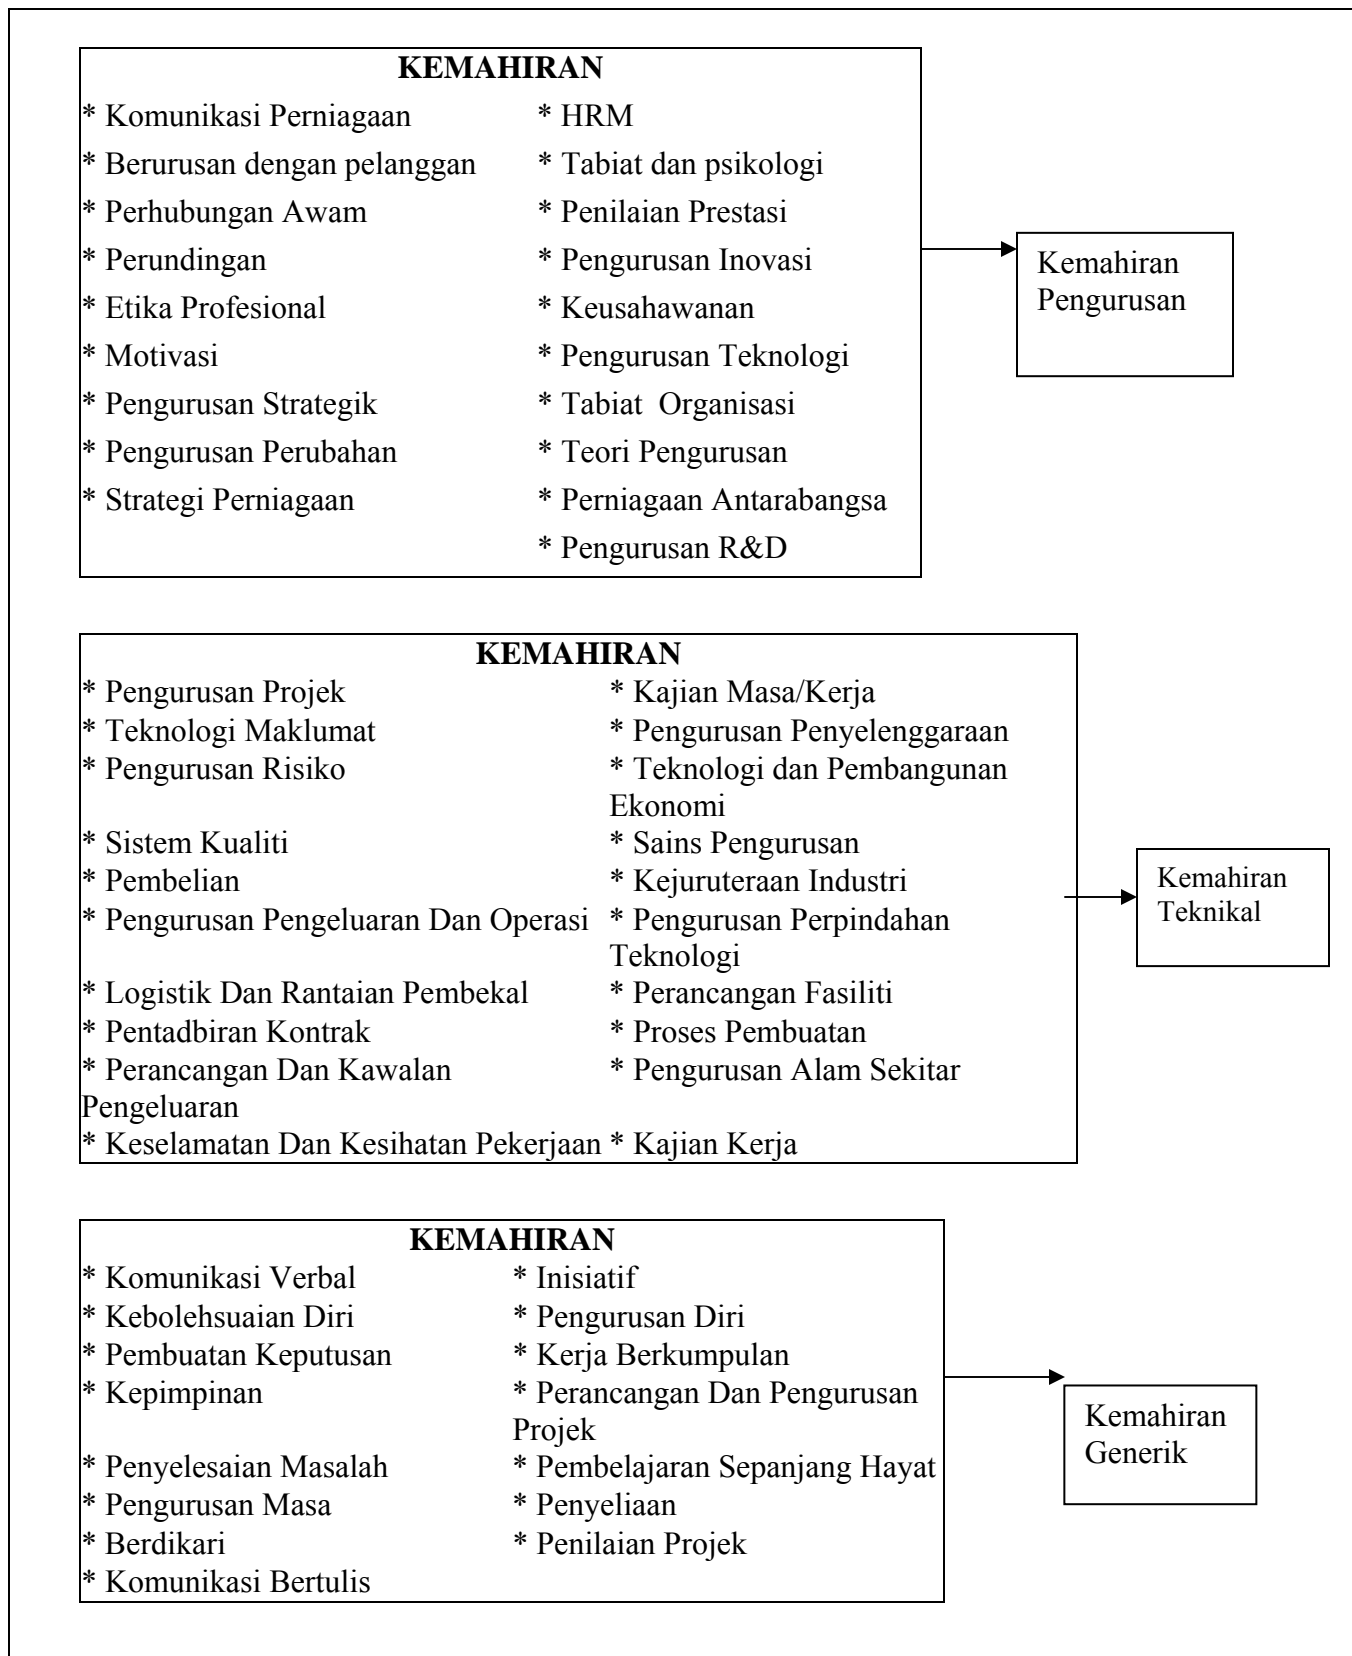 KEMAHIRAN
* Komunikasi Perniagaan * HRM
* Berurusan dengan pelanggan * Tabiat dan psikologi
* Perhubungan Awam * Penilaian Prestasi
* Perundingan * Pengurusan Inovasi
* Etika Profesional * Keusahawanan
* Motivasi * Pengurusan Teknologi
* Pengurusan Strategik * Tabiat  Organisasi
* Pengurusan Perubahan * Teori Pengurusan
* Strategi Perniagaan * Perniagaan Antarabangsa
* Pengurusan R&D
Kemahiran
Pengurusan
KEMAHIRAN
* Pengurusan Projek * Kajian Masa/Kerja
* Teknologi Maklumat * Pengurusan Penyelenggaraan
* Pengurusan Risiko * Teknologi dan Pembangunan
Ekonomi
* Sistem Kualiti * Sains Pengurusan
* Pembelian * Kejuruteraan Industri
* Pengurusan Pengeluaran Dan Operasi * Pengurusan Perpindahan
Teknologi
* Logistik Dan Rantaian Pembekal * Perancangan Fasiliti
* Pentadbiran Kontrak * Proses Pembuatan
* Perancangan Dan Kawalan * Pengurusan Alam Sekitar
Pengeluaran
* Keselamatan Dan Kesihatan Pekerjaan * Kajian Kerja
Kemahiran
Teknikal
KEMAHIRAN
* Komunikasi Verbal * Inisiatif
* Kebolehsuaian Diri * Pengurusan Diri
* Pembuatan Keputusan * Kerja Berkumpulan
* Kepimpinan * Perancangan Dan Pengurusan
Projek
* Penyelesaian Masalah * Pembelajaran Sepanjang Hayat
* Pengurusan Masa * Penyeliaan
* Berdikari * Penilaian Projek
* Komunikasi Bertulis
Kemahiran
Generik